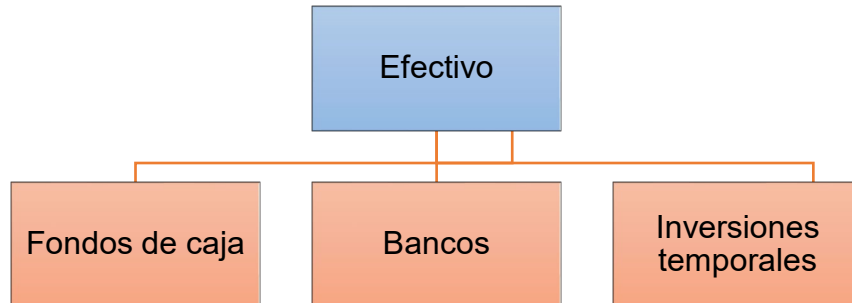 Efectivo
Fondos de caja
Bancos
Inversiones
temporales